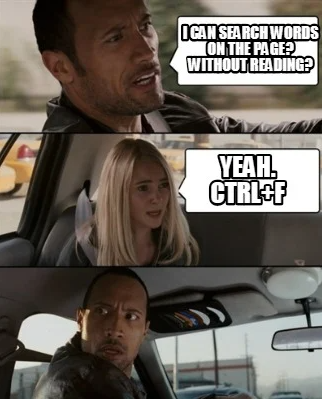 I CAN SEARCH WORDS
ON THE PAGE?
WITHOUT READING?
YEAH.
CTRL+F